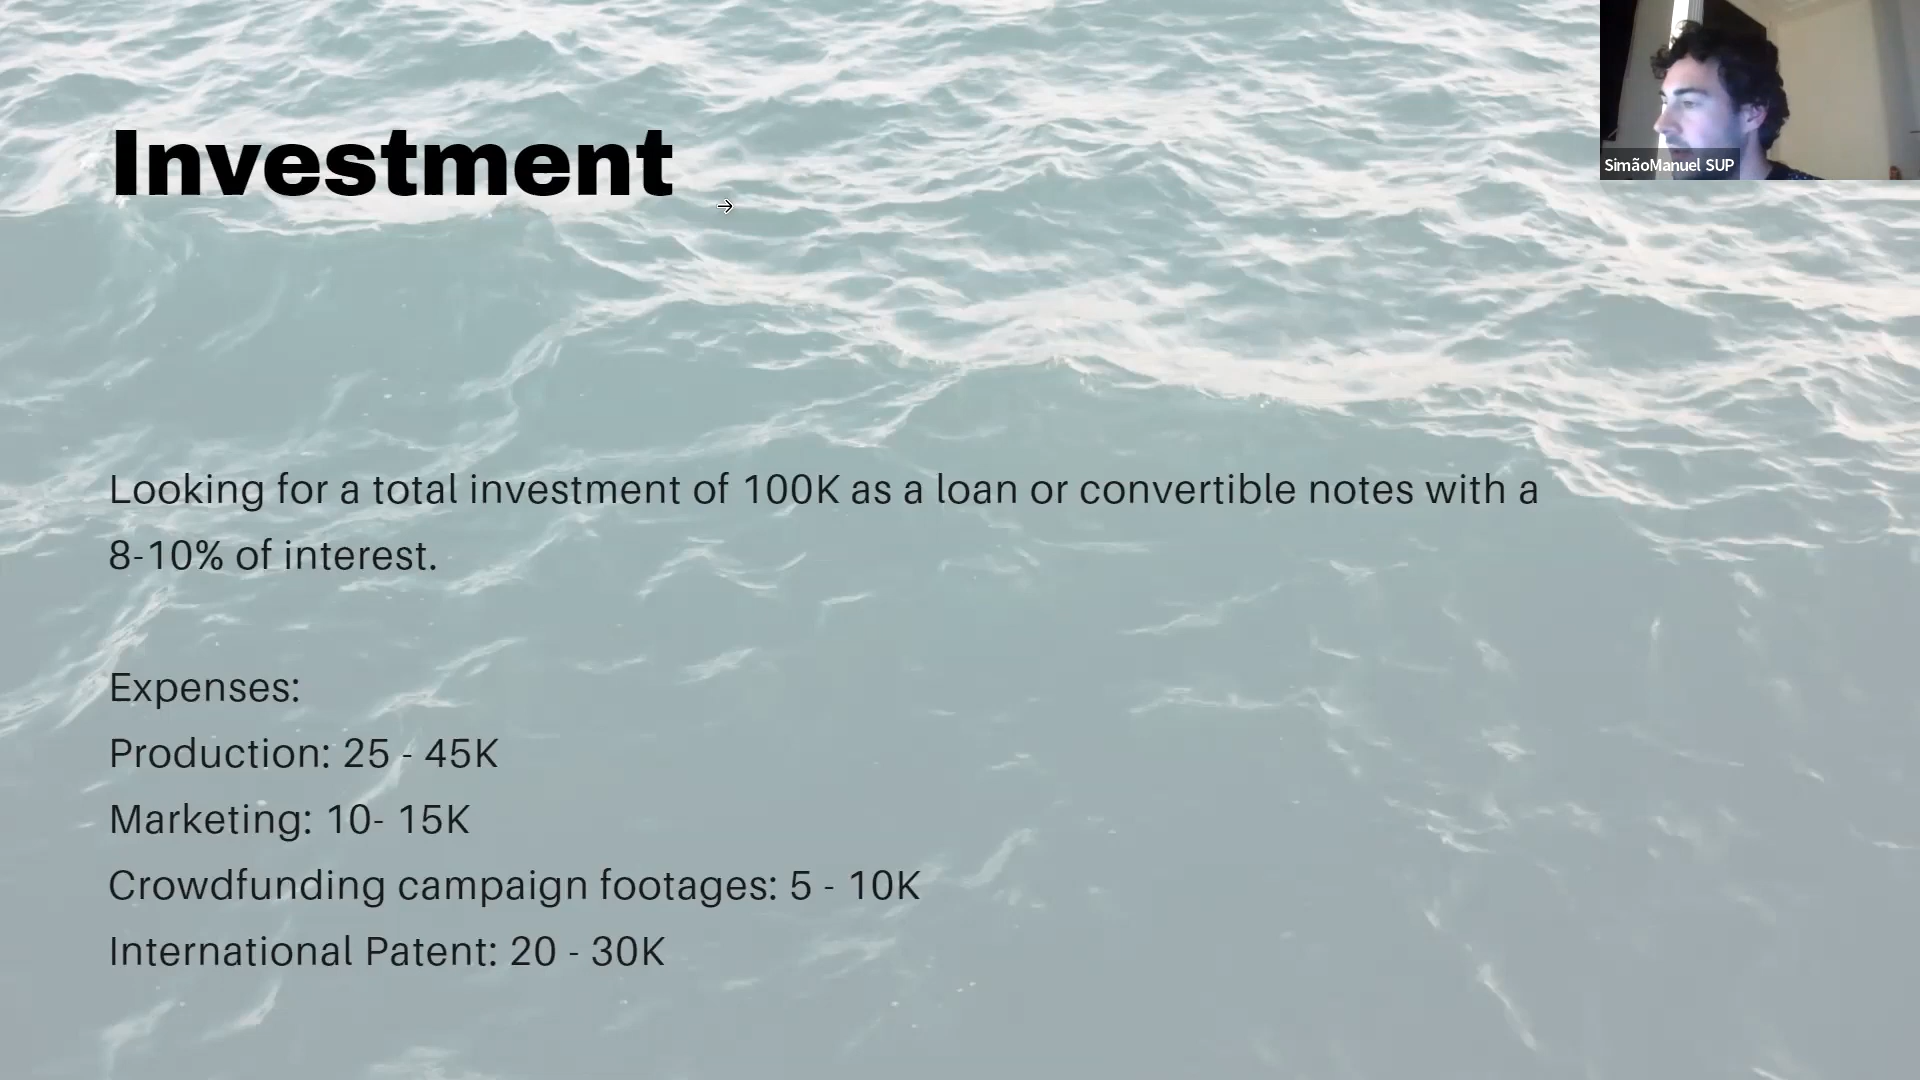 Investment
SimãoManuel SUP
Looking for a total investment of 100K as a loan or convertible notes with a
8-10% of interest.
Expenses:
Production: 25 - 45K
Marketing: 10- 15K
Crowdfunding campaign footages: 5 - 10K
International Patent: 20 - 30K